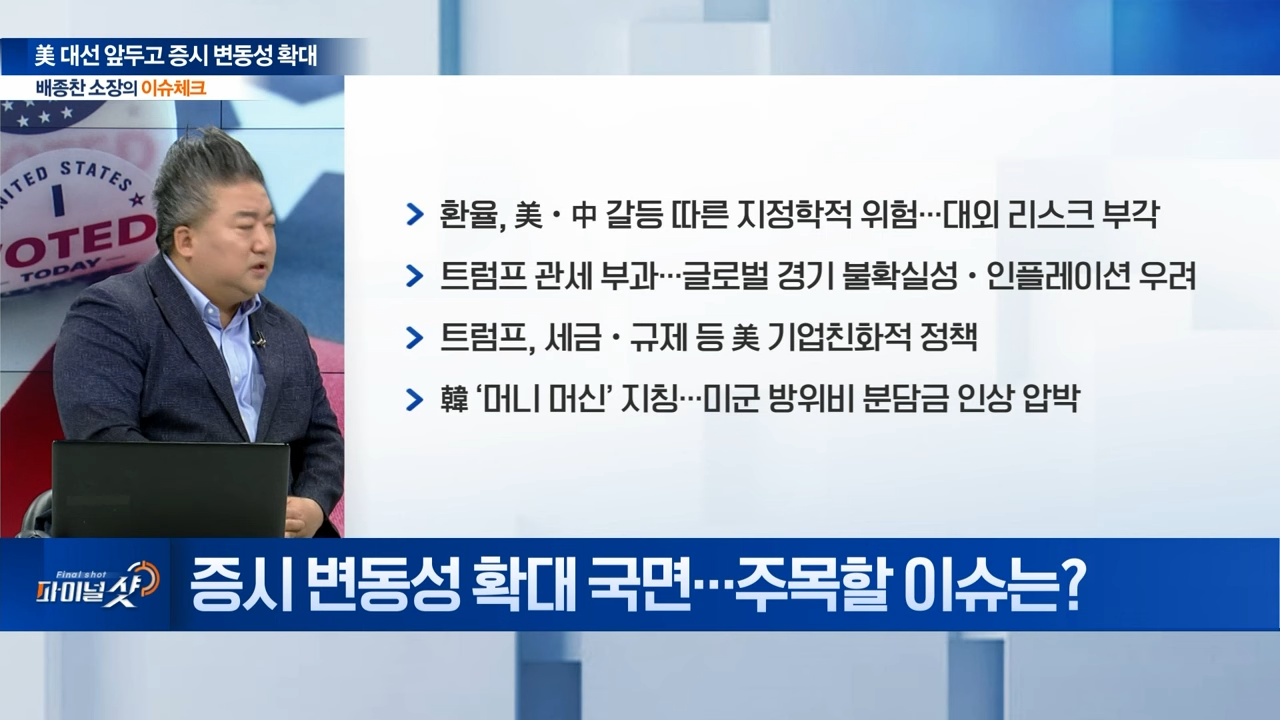 美 대선 앞두고 증시 변동성 확대
배종찬 소장의 이슈체크
UNITED STATES
I
VOTED
TODAY
환율, 美·中 갈등 따른 지정학적 위험…대외 리스크 부각
트럼프 관세 부과…글로벌 경기 불확실성·인플레이션 우려
트럼프, 세금·규제 등 美 기업친화적 정책
韓 ‘머니 머신’ 지칭…미군 방위비 분담금 인상 압박
Final shot
파이널샷
증시 변동성 확대 국면…주목할 이슈는?